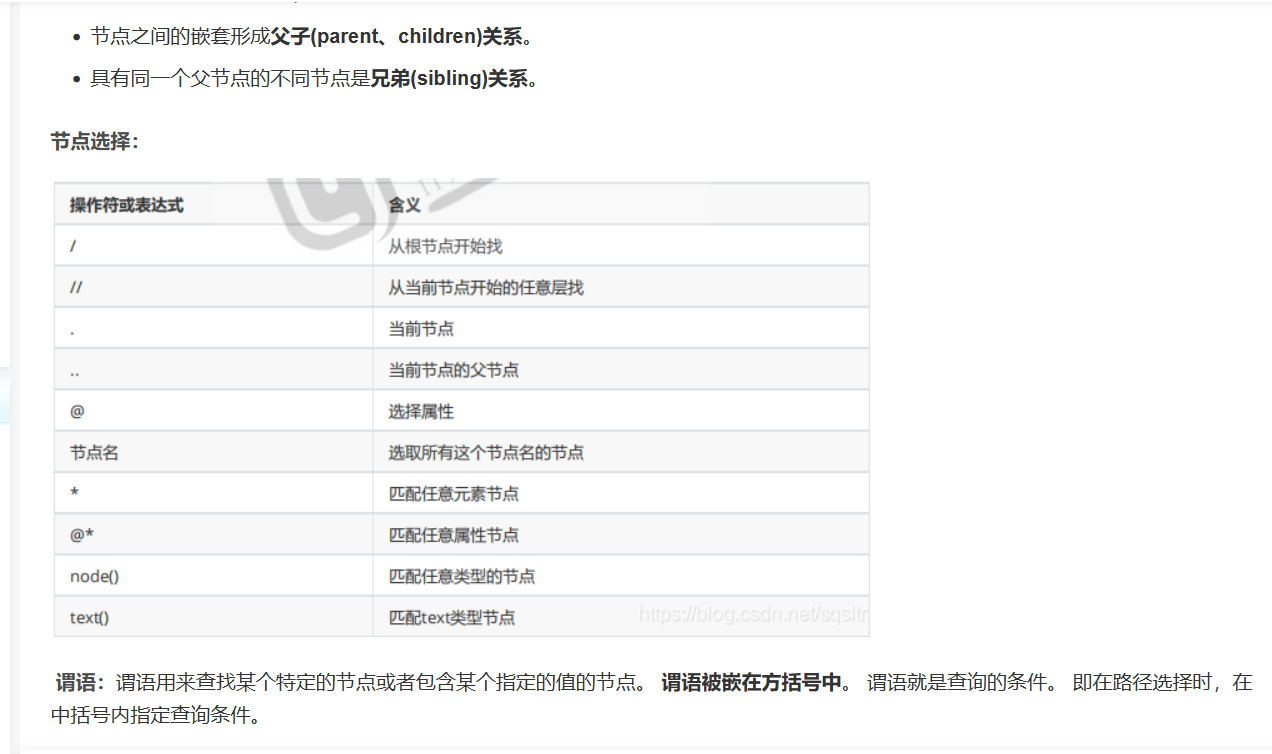 节点之间的嵌套形成父子(parent、children)关系。
具有同一个父节点的不同节点是兄弟(sibling)关系。
节点选择：
操作符或表达式 含义
/ 从根节点开始找
// 从当前节点开始的任意层找
. 当前节点
.. 当前节点的父节点
@ 选择属性
节点名 选取所有这个节点名的节点
* 匹配任意元素节点
@* 匹配任意属性节点
node() 匹配任意类型的节点
text() 匹配text类型节点
https://blog.csdn.net/sqsltr
谓语：谓语用来查找某个特定的节点或者包含某个指定的值的节点。 谓语被嵌在方括号中。 谓语就是查询的条件。 即在路径选择时，在
中括号内指定查询条件。